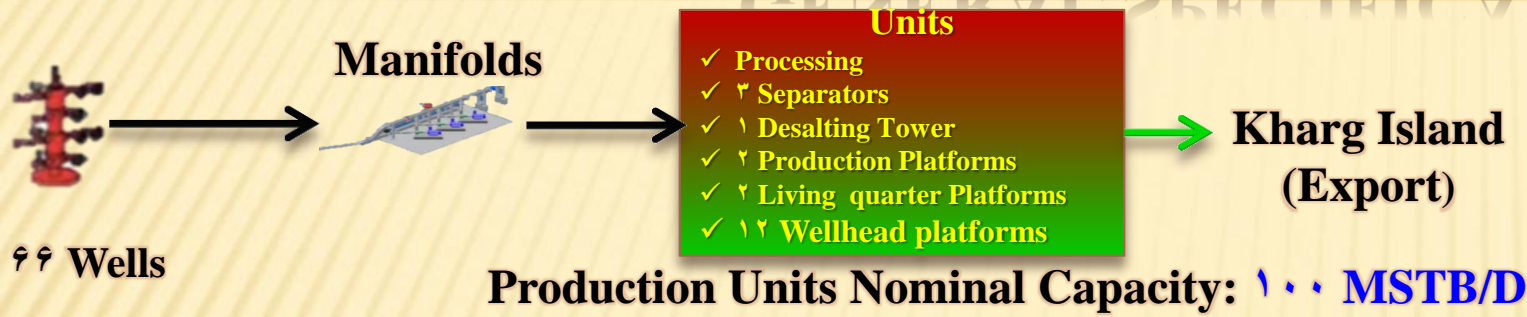 Units
Manifolds
✓ Processing
✓ ۳ Separators
✓ ۱ Desalting Tower
✓ ۲ Production Platforms
✓ ۲ Living quarter Platforms
✓ ۱۲ Wellhead platforms
Kharg Island
(Export)
۶۶ Wells
Production Units Nominal Capacity: ۱۰۰ MSTB/D